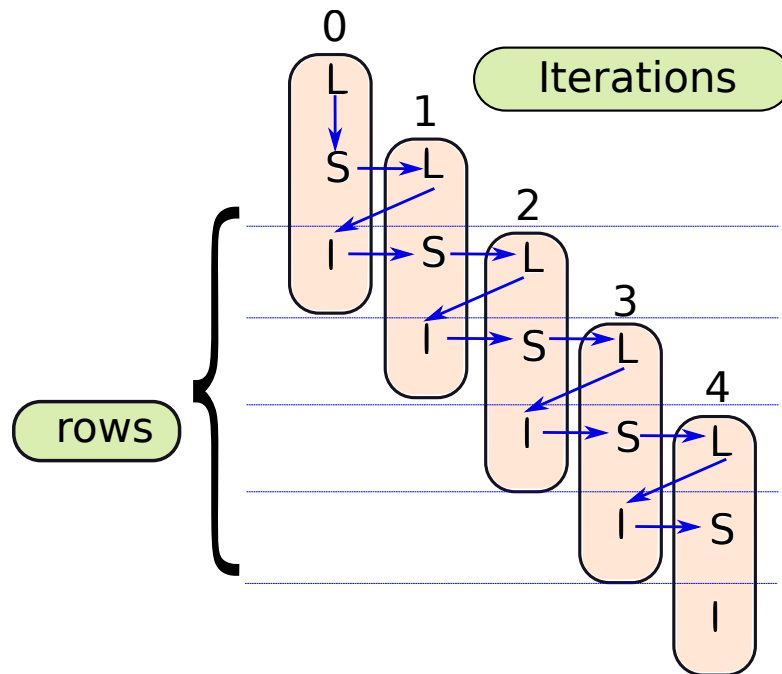 0
Iterations
L
1
S L
2
I S L
3
I S L
rows
4
I S L
I S
I